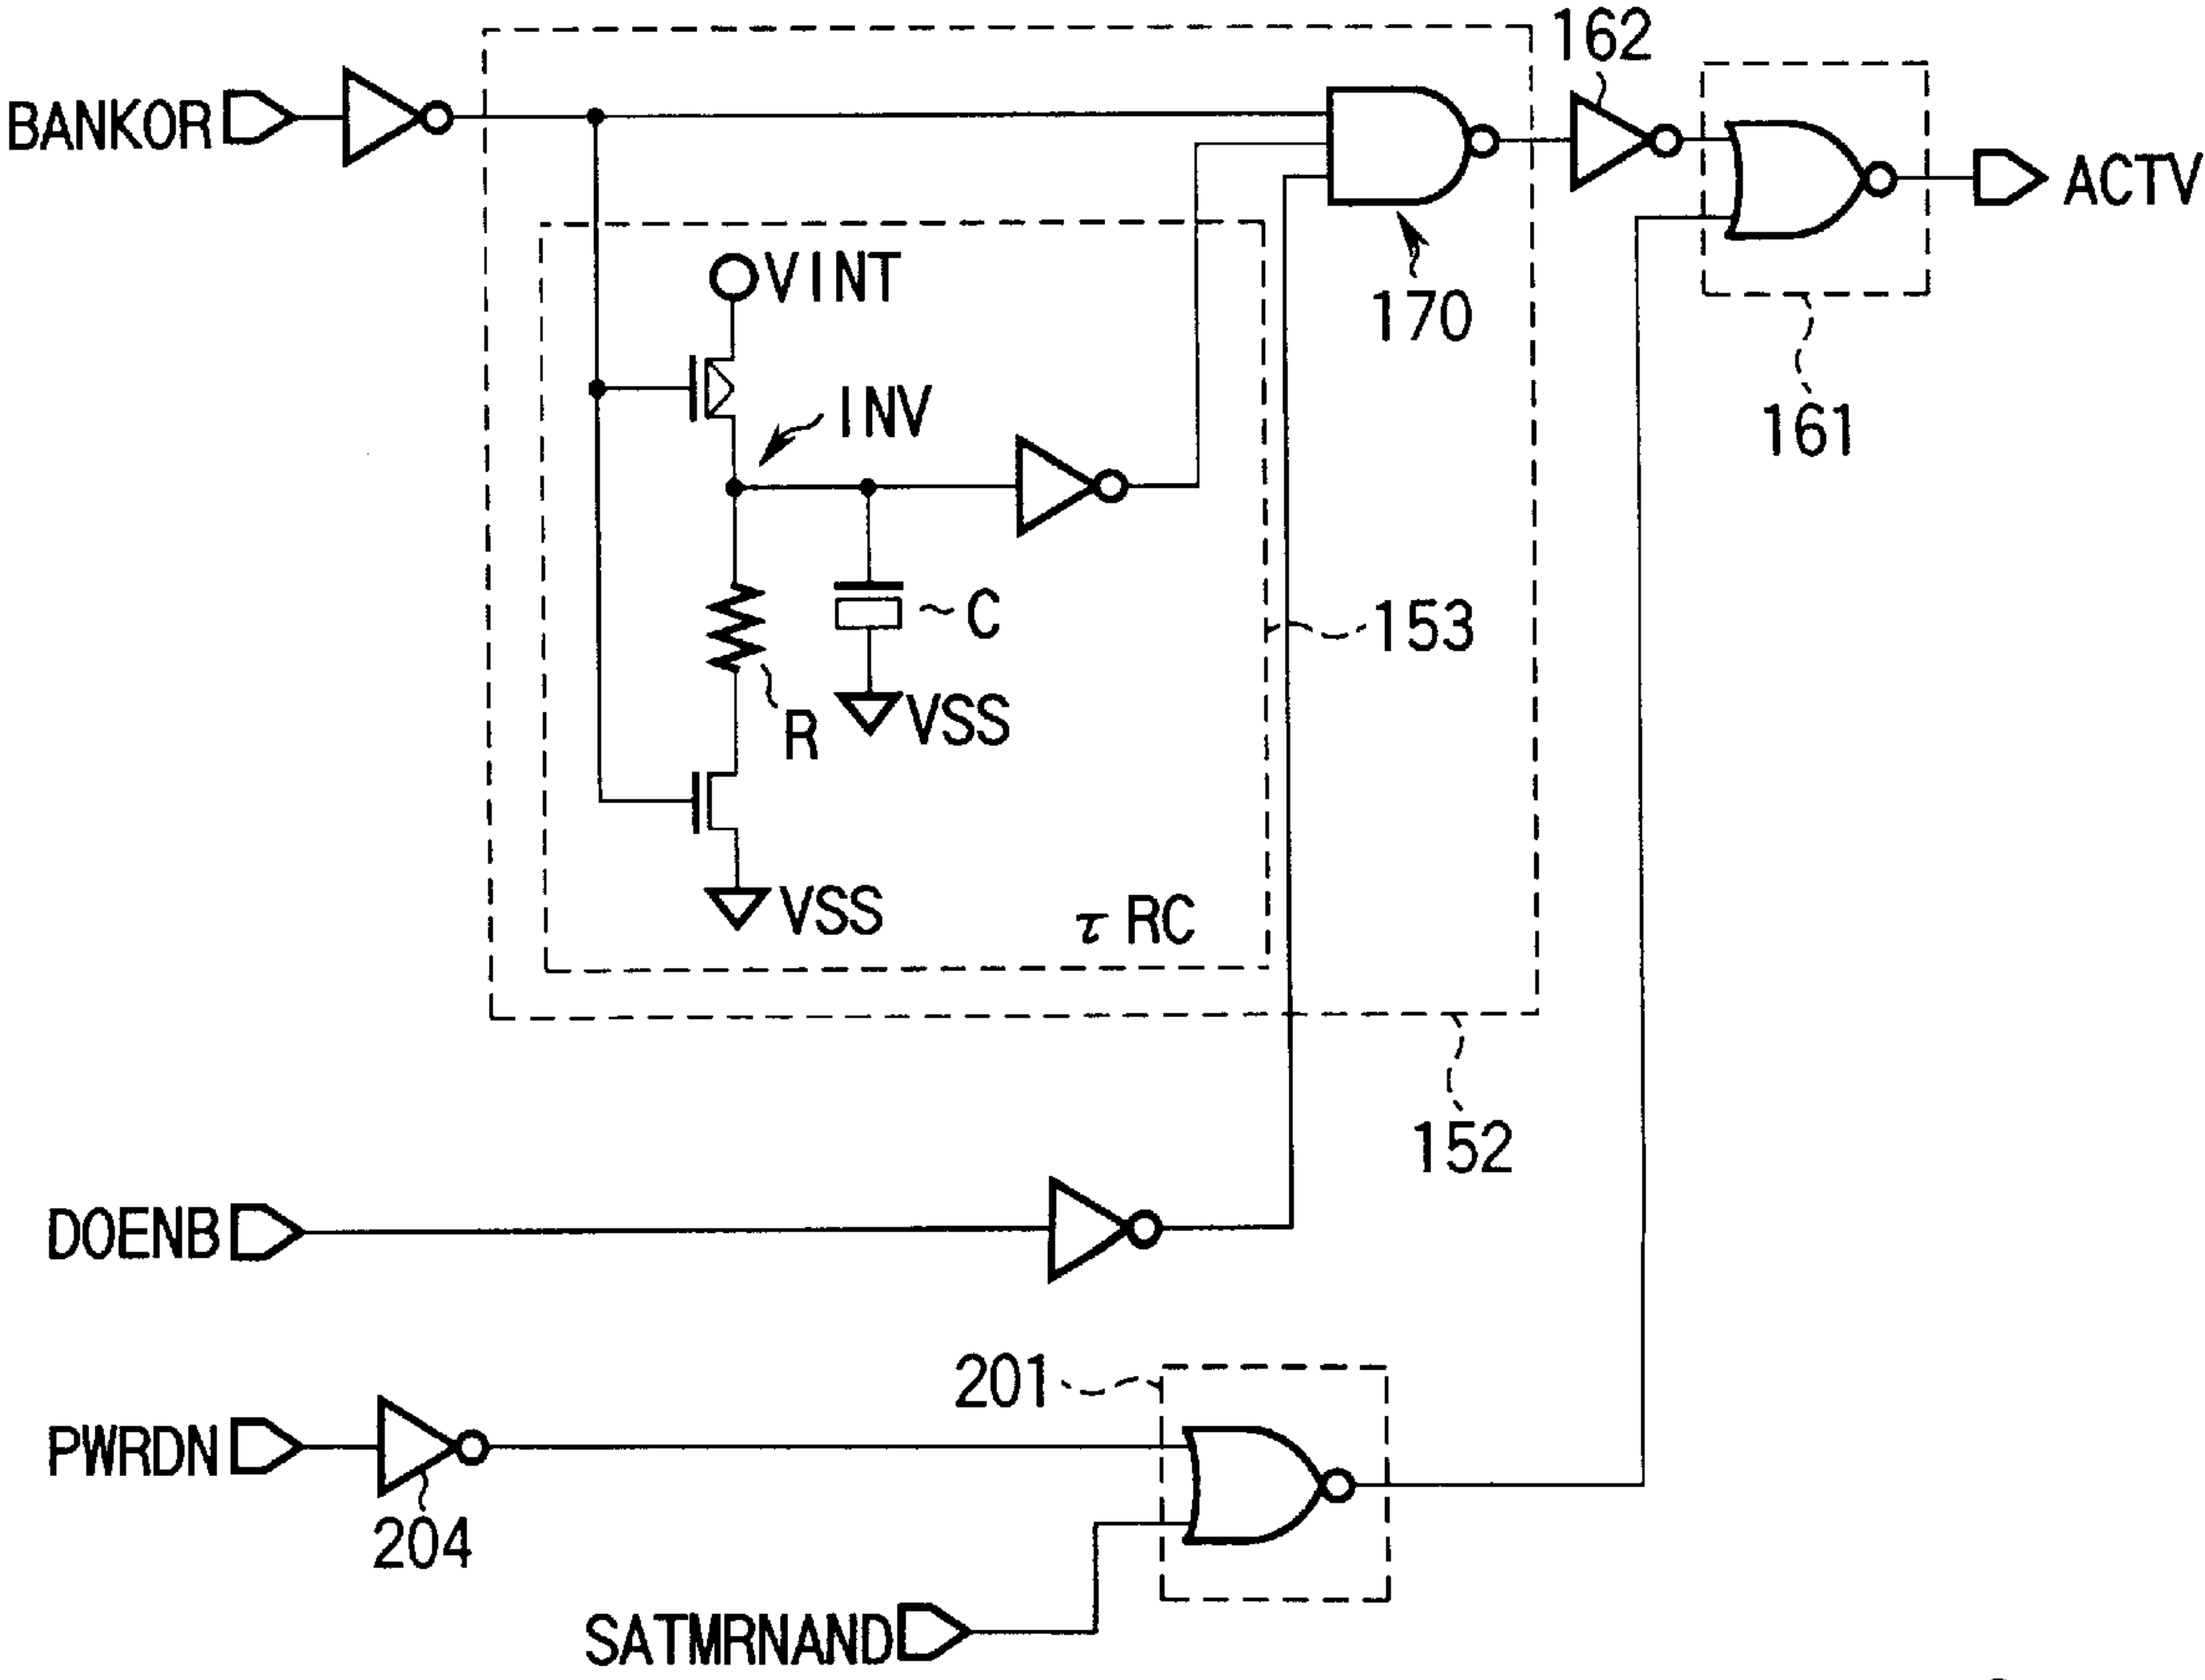 162
BANKOR
ACTV
VINT
170
INV
161
C
153
R
VSS
VSS
τ RC
152
DOENB
201
PWRDN
204
SATMRNAND